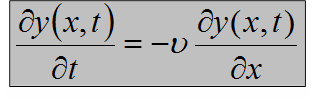 ∂y(x,t)/∂t = −υ ∂y(x,t)/∂x